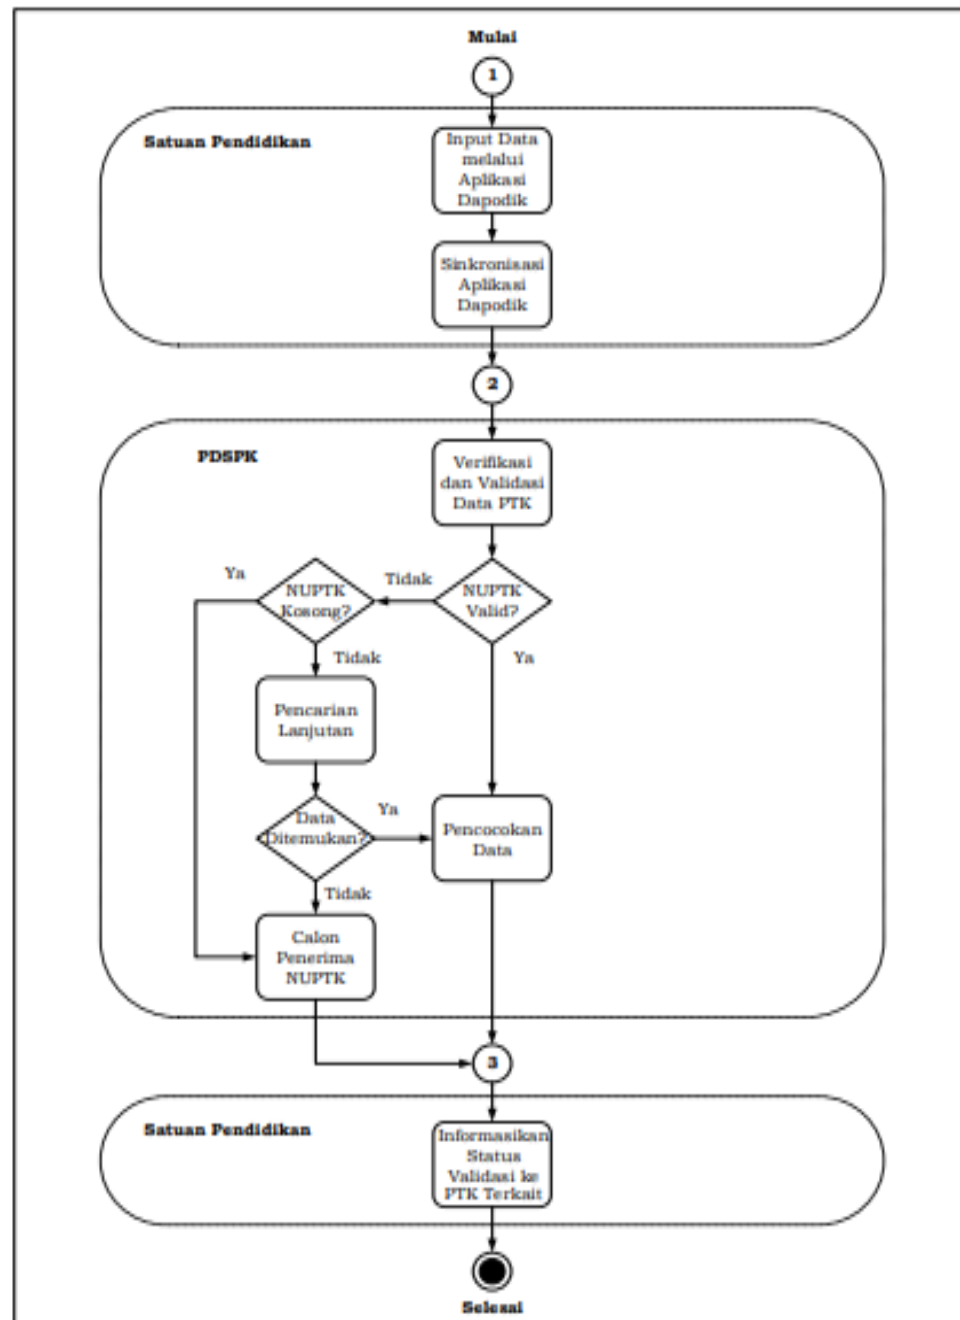 Mulai
1
Satuan Pendidikan
Input Data
melalui
Aplikasi
Dapodik
Sinkronisasi
Aplikasi
Dapodik
2
PDSPK
Verifikasi
dan Validasi
Data PTK
NUPTK
Valid?
Tidak
Ya
NUPTK
Kosong?
Ya
Tidak
Pencarian
Lanjutan
Data
Ditemukan?
Ya
Tidak
Pencocokan
Data
Calon
Penerima
NUPTK
3
Satuan Pendidikan
Informasikan
Status
Validasi ke
PTK Terkait
Selesai